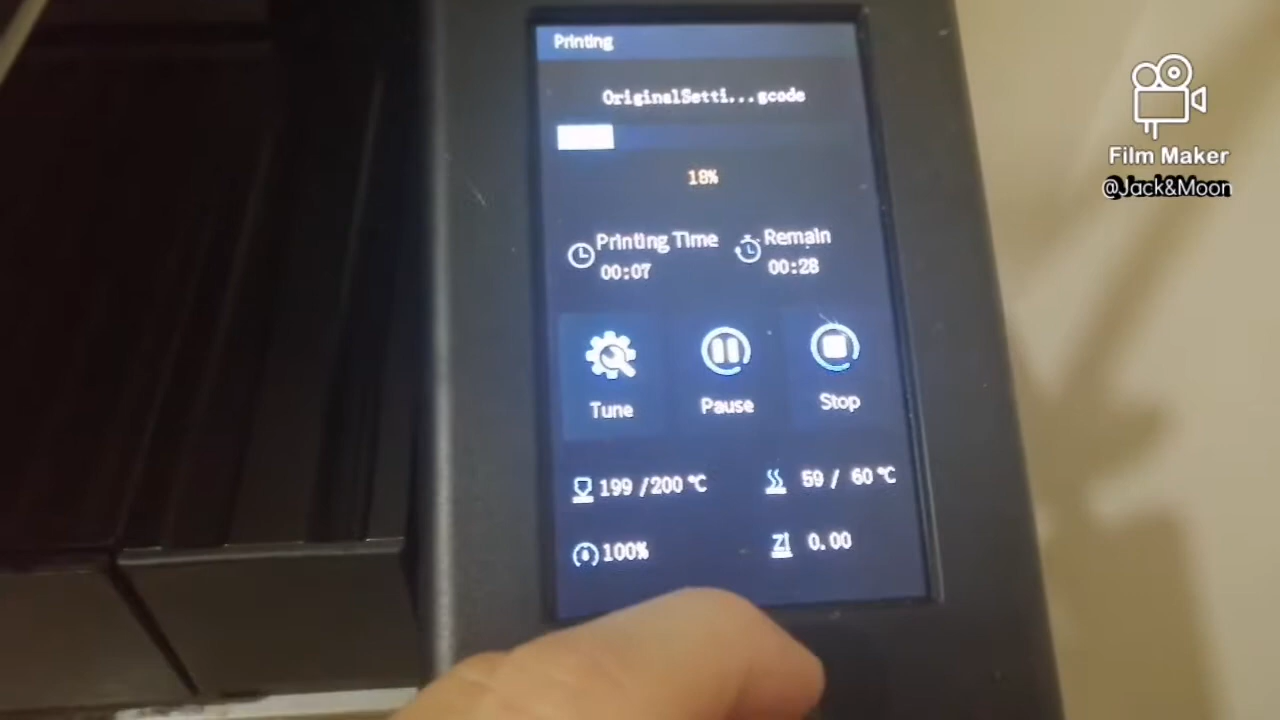 Printing
OriginalSetti...gcode
18%
Printing Time
00:07
Remain
00:28
Tune
Pause
Stop
199 /200 ℃
59 / 60 ℃
100%
Z
0.00
Film Maker
@Jack&Moon